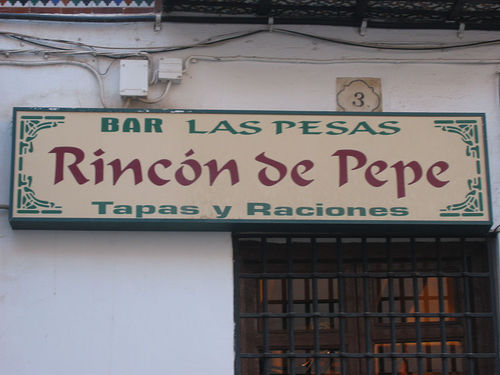 3
BAR LAS PESAS
Rincón de Pepe
Tapas y Raciones